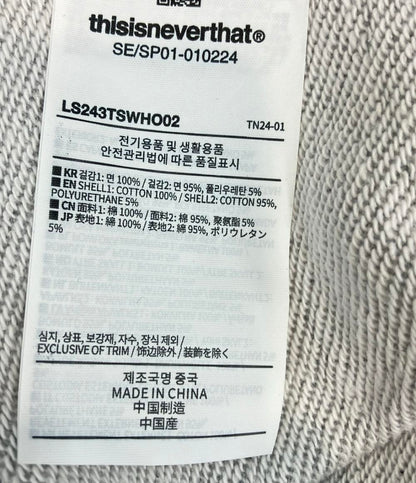 thisisneverthat®
SE/SP01-010224
LS243TSWHO02
TN24-01
전기용품 및 생활용품
안전관리법에 따른 품질표시
■ KR 겉감1: 면 100% / 겉감2: 면 95%, 폴리우레탄 5%
■ EN SHELL1: COTTON 100% / SHELL2: COTTON 95%,
POLYURETHANE 5%
■ CN 面料1: 棉 100% / 面料2: 棉 95%, 聚氨酯 5%
■ JP 表地1: 綿 100% / 表地2: 綿 95%, ポリウレタン
5%
심지, 상표, 보강재, 자수, 장식 제외 /
EXCLUSIVE OF TRIM / 饰边除外 / 装飾を除く
제조국명 중국
MADE IN CHINA
中国制造
中国産